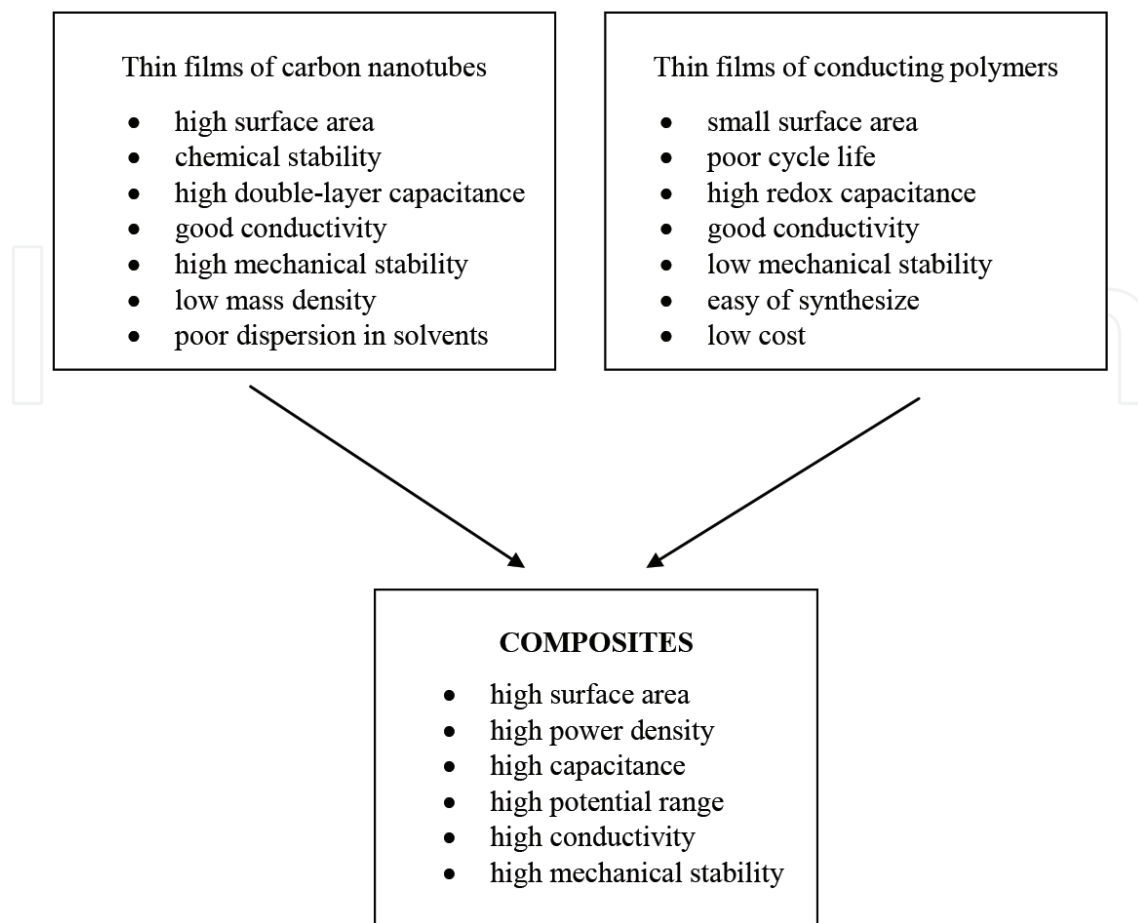 Thin films of carbon nanotubes
• high surface area
• chemical stability
• high double-layer capacitance
• good conductivity
• high mechanical stability
• low mass density
• poor dispersion in solvents
Thin films of conducting polymers
• small surface area
• poor cycle life
• high redox capacitance
• good conductivity
• low mechanical stability
• easy of synthesize
• low cost
COMPOSITES
• high surface area
• high power density
• high capacitance
• high potential range
• high conductivity
• high mechanical stability